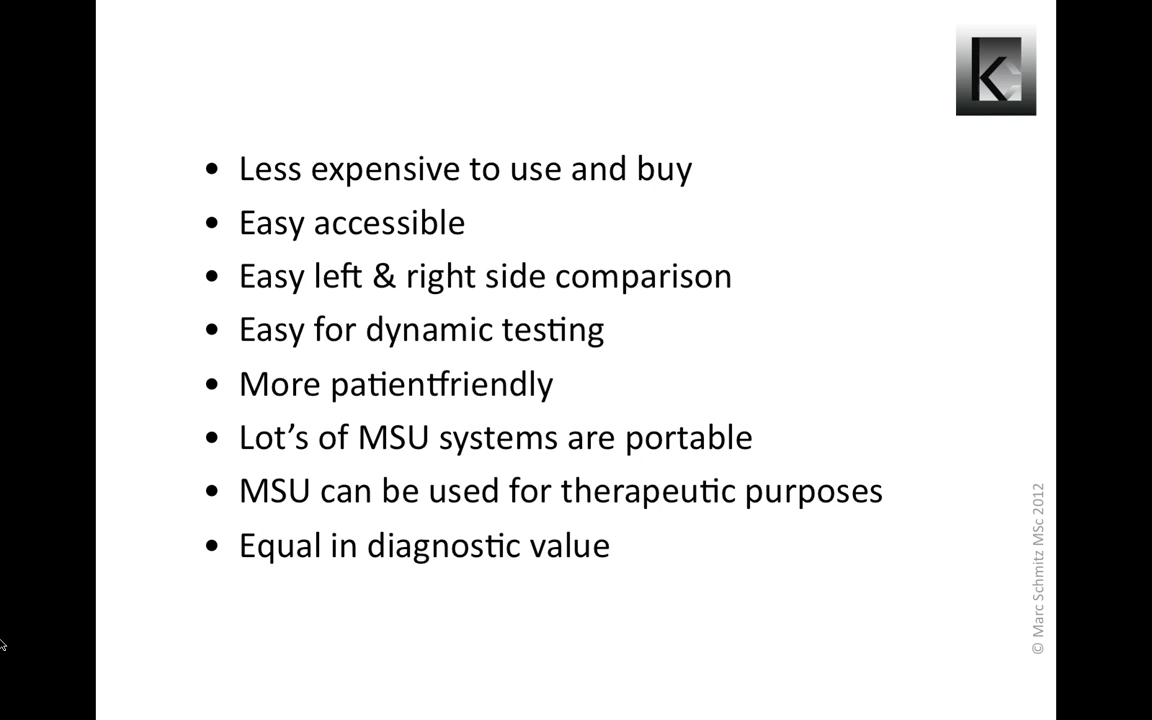 • Less expensive to use and buy
• Easy accessible
• Easy left & right side comparison
• Easy for dynamic testing
• More patientfriendly
• Lot’s of MSU systems are portable
• MSU can be used for therapeutic purposes
• Equal in diagnostic value
© Marc Schmitz MSc 2012